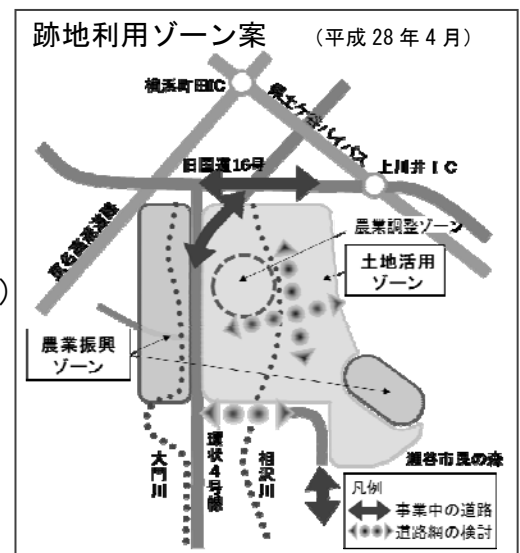 跡地利用ゾーン案 (平成28年4月)
横浜町田IC
保土ケ谷バイパス
旧国道16号
上川井IC
東名高速道路
農業調整ゾーン
土地活用
ゾーン
農業振興
ゾーン
大門川
環状4号線
相沢川
瀬谷市民の森
凡例
事業中の道路
道路網の検討
)